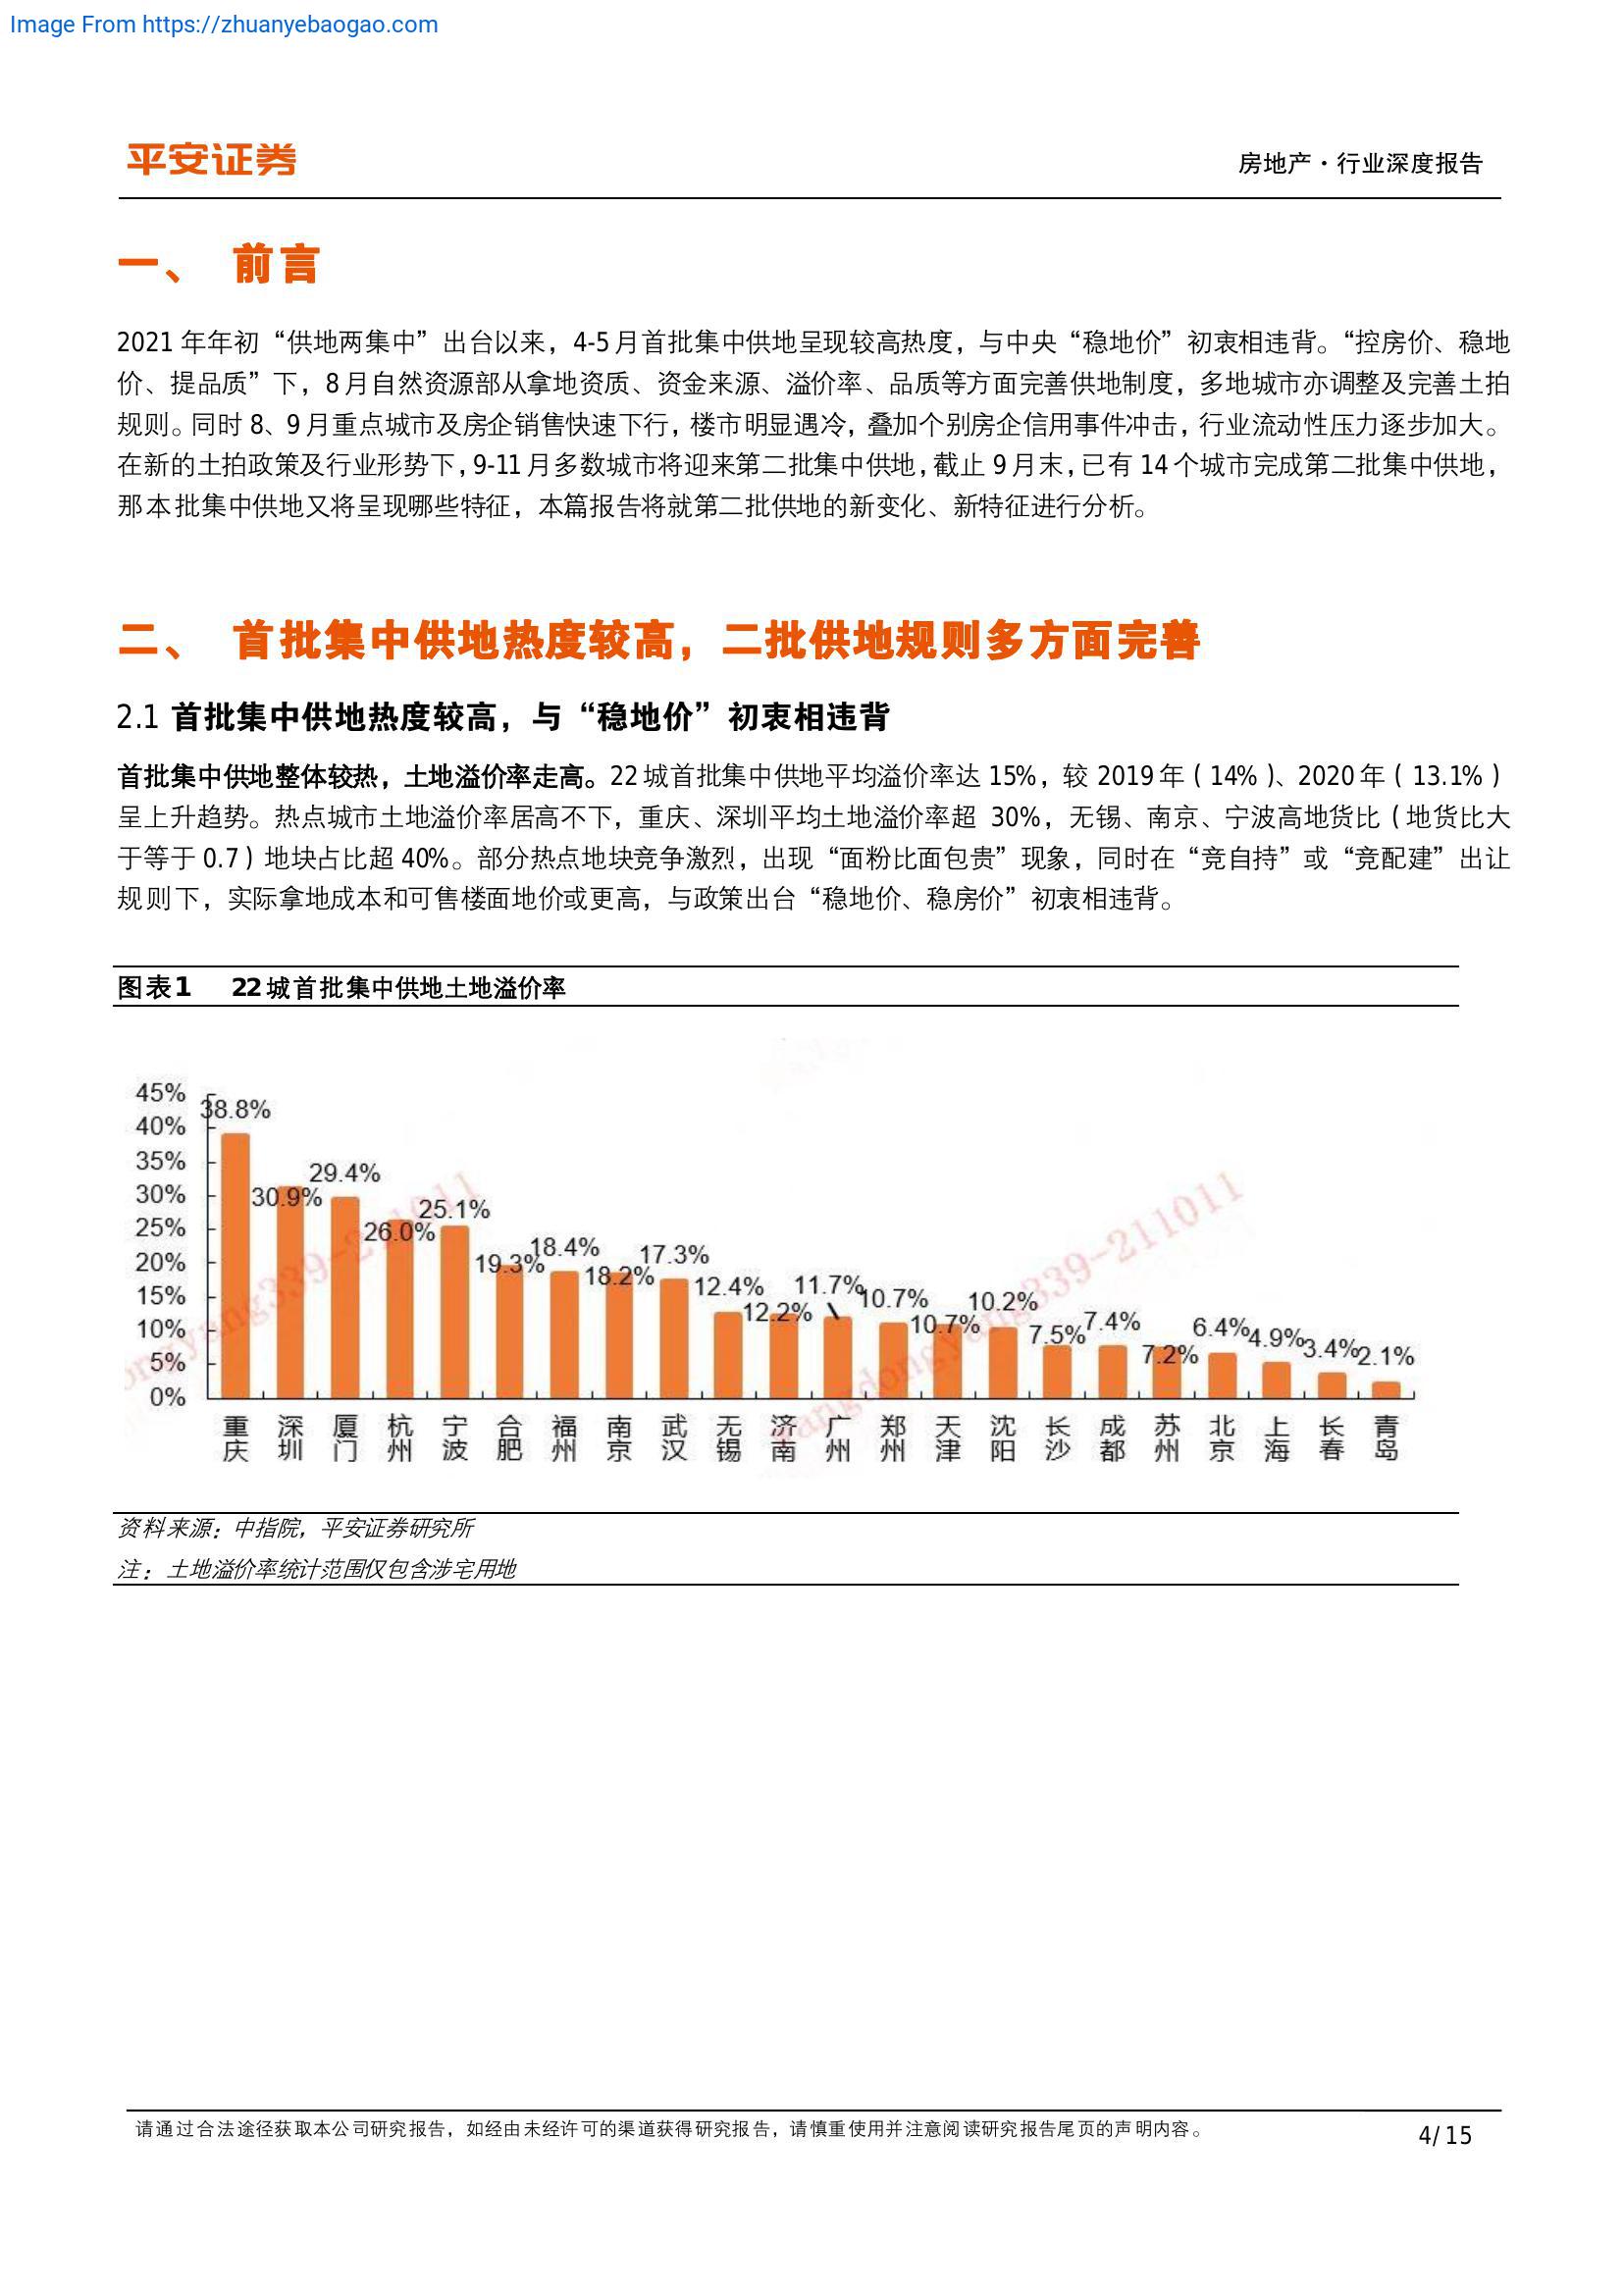 Image From https://zhuanyebaogao.com
平安证券
房地产·行业深度报告
一、 前言
2021 年年初“供地两集中”出台以来，4-5 月首批集中供地呈现较高热度，与中央“稳地价”初衷相违背。“控房价、稳地
价、提品质”下，8 月自然资源部从拿地资质、资金来源、溢价率、品质等方面完善供地制度，多地城市亦调整及完善土拍
规则。同时 8、9 月重点城市及房企销售快速下行，楼市明显遇冷，叠加个别房企信用事件冲击，行业流动性压力逐步加大。
在新的土拍政策及行业形势下，9-11 月多数城市将迎来第二批集中供地，截止 9 月末，已有 14 个城市完成第二批集中供地，
那本批集中供地又将呈现哪些特征，本篇报告将就第二批供地的新变化、新特征进行分析。
二、 首批集中供地热度较高，二批供地规则多方面完善
2.1 首批集中供地热度较高，与“稳地价”初衷相违背
首批集中供地整体较热，土地溢价率走高。22 城首批集中供地平均溢价率达 15%，较 2019 年（14%）、2020 年（13.1%）
呈上升趋势。热点城市土地溢价率居高不下，重庆、深圳平均土地溢价率超 30%，无锡、南京、宁波高地货比（地货比大
于等于 0.7）地块占比超 40%。部分热点地块竞争激烈，出现“面粉比面包贵”现象，同时在“竞自持”或“竞配建”出让
规则下，实际拿地成本和可售楼面地价或更高，与政策出台“稳地价、稳房价”初衷相违背。
图表1 22 城首批集中供地土地溢价率
45%
40%
35%
30%
25%
20%
15%
10%
5%
0%
38.8%
30.9%
29.4%
26.0%
25.1%
19.3%
18.4%
18.2%
17.3%
12.4%
12.2%
11.7%
10.7%
10.7%
10.2%
7.5%
7.4%
7.2%
6.4%
4.9%
3.4%
2.1%
重庆
深圳
厦门
杭州
宁波
合肥
福州
南京
武汉
无锡
济南
广州
郑州
天津
沈阳
长沙
成都
苏州
北京
上海
长春
青岛
yangdongyang339-211011
资料来源：中指院，平安证券研究所
注：土地溢价率统计范围仅包含涉宅用地
请通过合法途径获取本公司研究报告，如经由未经许可的渠道获得研究报告，请慎重使用并注意阅读研究报告尾页的声明内容。
4/ 15